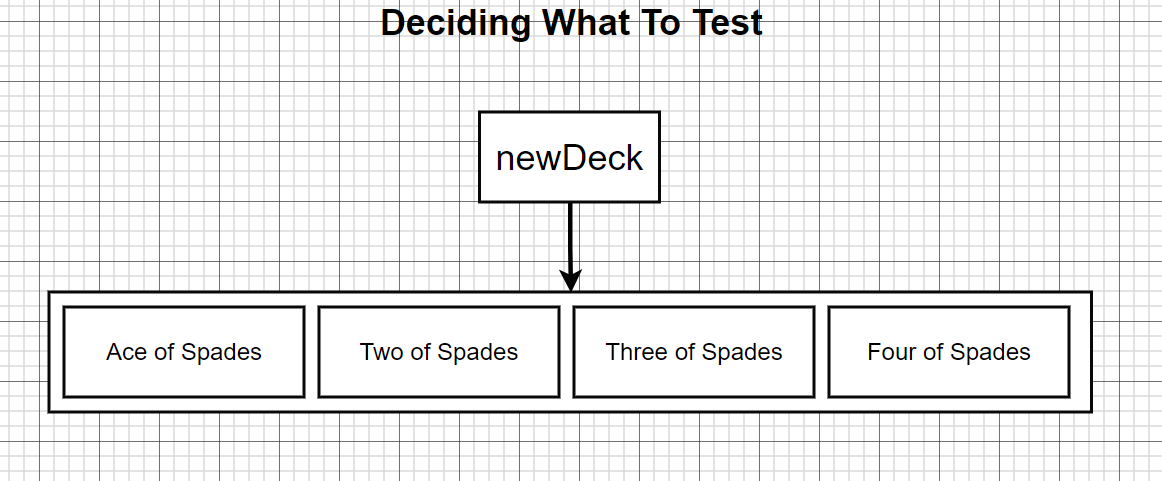 Deciding What To Test
newDeck
Ace of Spades
Two of Spades
Three of Spades
Four of Spades